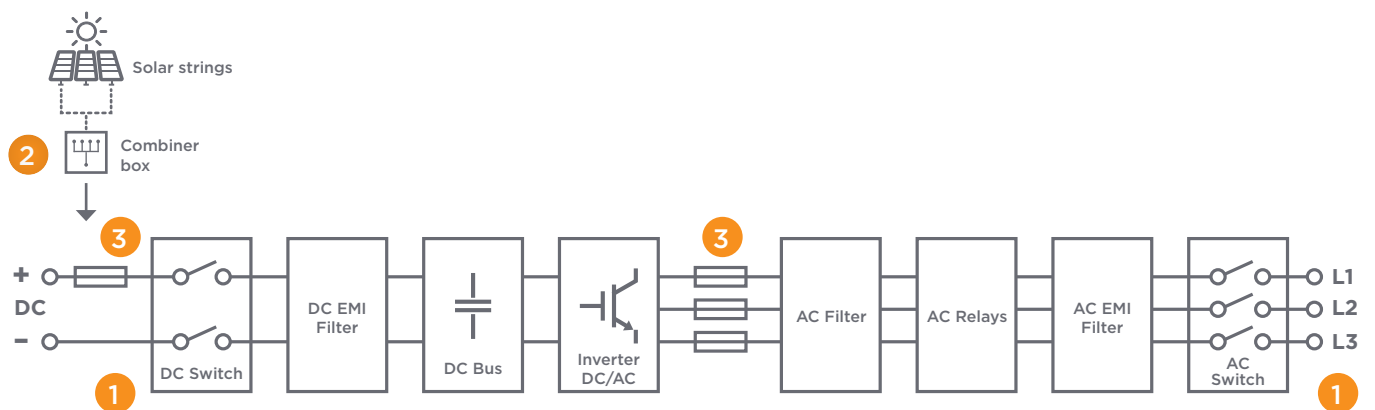 Solar strings
2
Combiner
box
3
3
+
DC
-
DC Switch
DC EMI
Filter
DC Bus
Inverter
DC/AC
AC Filter
AC Relays
AC EMI
Filter
AC
Switch
L1
L2
L3
1
1